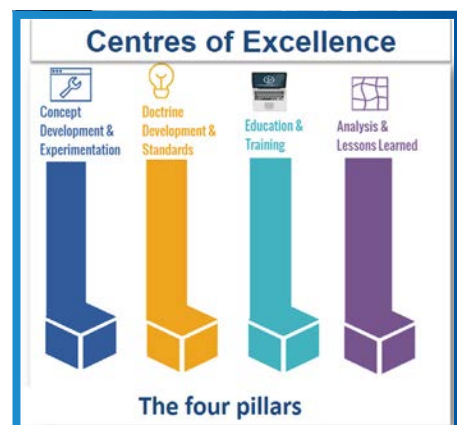 Centres of Excellence
Concept
Development &
Experimentation
Doctrine
Development &
Standards
Education &
Training
Analysis &
Lessons Learned
The four pillars